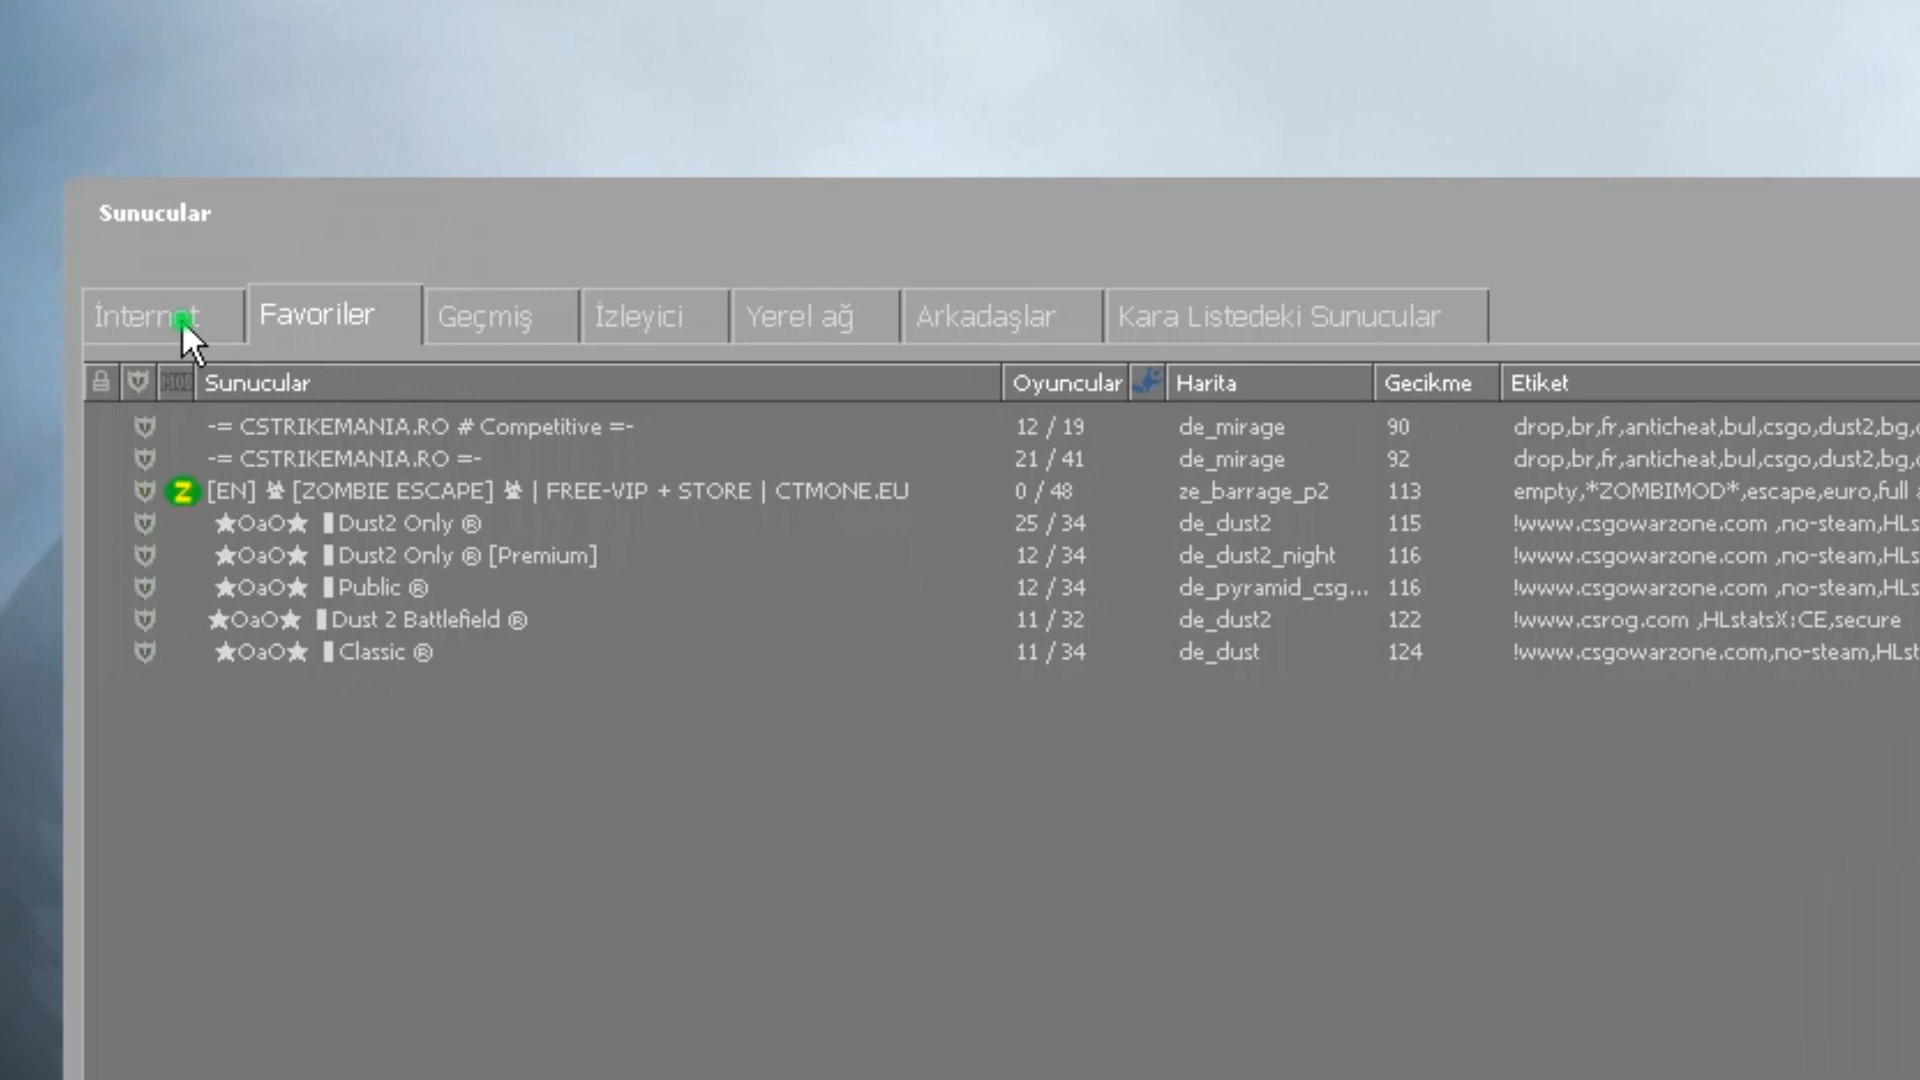 Sunucular
İnternet Favoriler Geçmiş İzleyici Yerel ağ Arkadaşlar Kara Listedeki Sunucular
MOD Sunucular Oyuncular Harita Gecikme Etiket
-= CSTRIKEMANIA.RO # Competitive =- 12 / 19 de_mirage 90 drop,br,fr,anticheat,bul,csgo,dust2,bg,
-= CSTRIKEMANIA.RO =- 21 / 41 de_mirage 92 drop,br,fr,anticheat,bul,csgo,dust2,bg,
Z [EN] [ZOMBIE ESCAPE] | FREE-VIP + STORE | CTMONE.EU 0 / 48 ze_barrage_p2 113 empty,*ZOMBIMOD*,escape,euro,full
★OaO★ ▌Dust2 Only ® 25 / 34 de_dust2 115 !www.csgowarzone.com ,no-steam,HLs
★OaO★ ▌Dust2 Only ® [Premium] 12 / 34 de_dust2_night 116 !www.csgowarzone.com ,no-steam,HLs
★OaO★ ▌Public ® 12 / 34 de_pyramid_csg... 116 !www.csgowarzone.com ,no-steam,HLs
★OaO★ ▌Dust 2 Battlefield ® 11 / 32 de_dust2 122 !www.csrog.com ,HLstatsX:CE,secure
★OaO★ ▌Classic ® 11 / 34 de_dust 124 !www.csgowarzone.com,no-steam,HLst